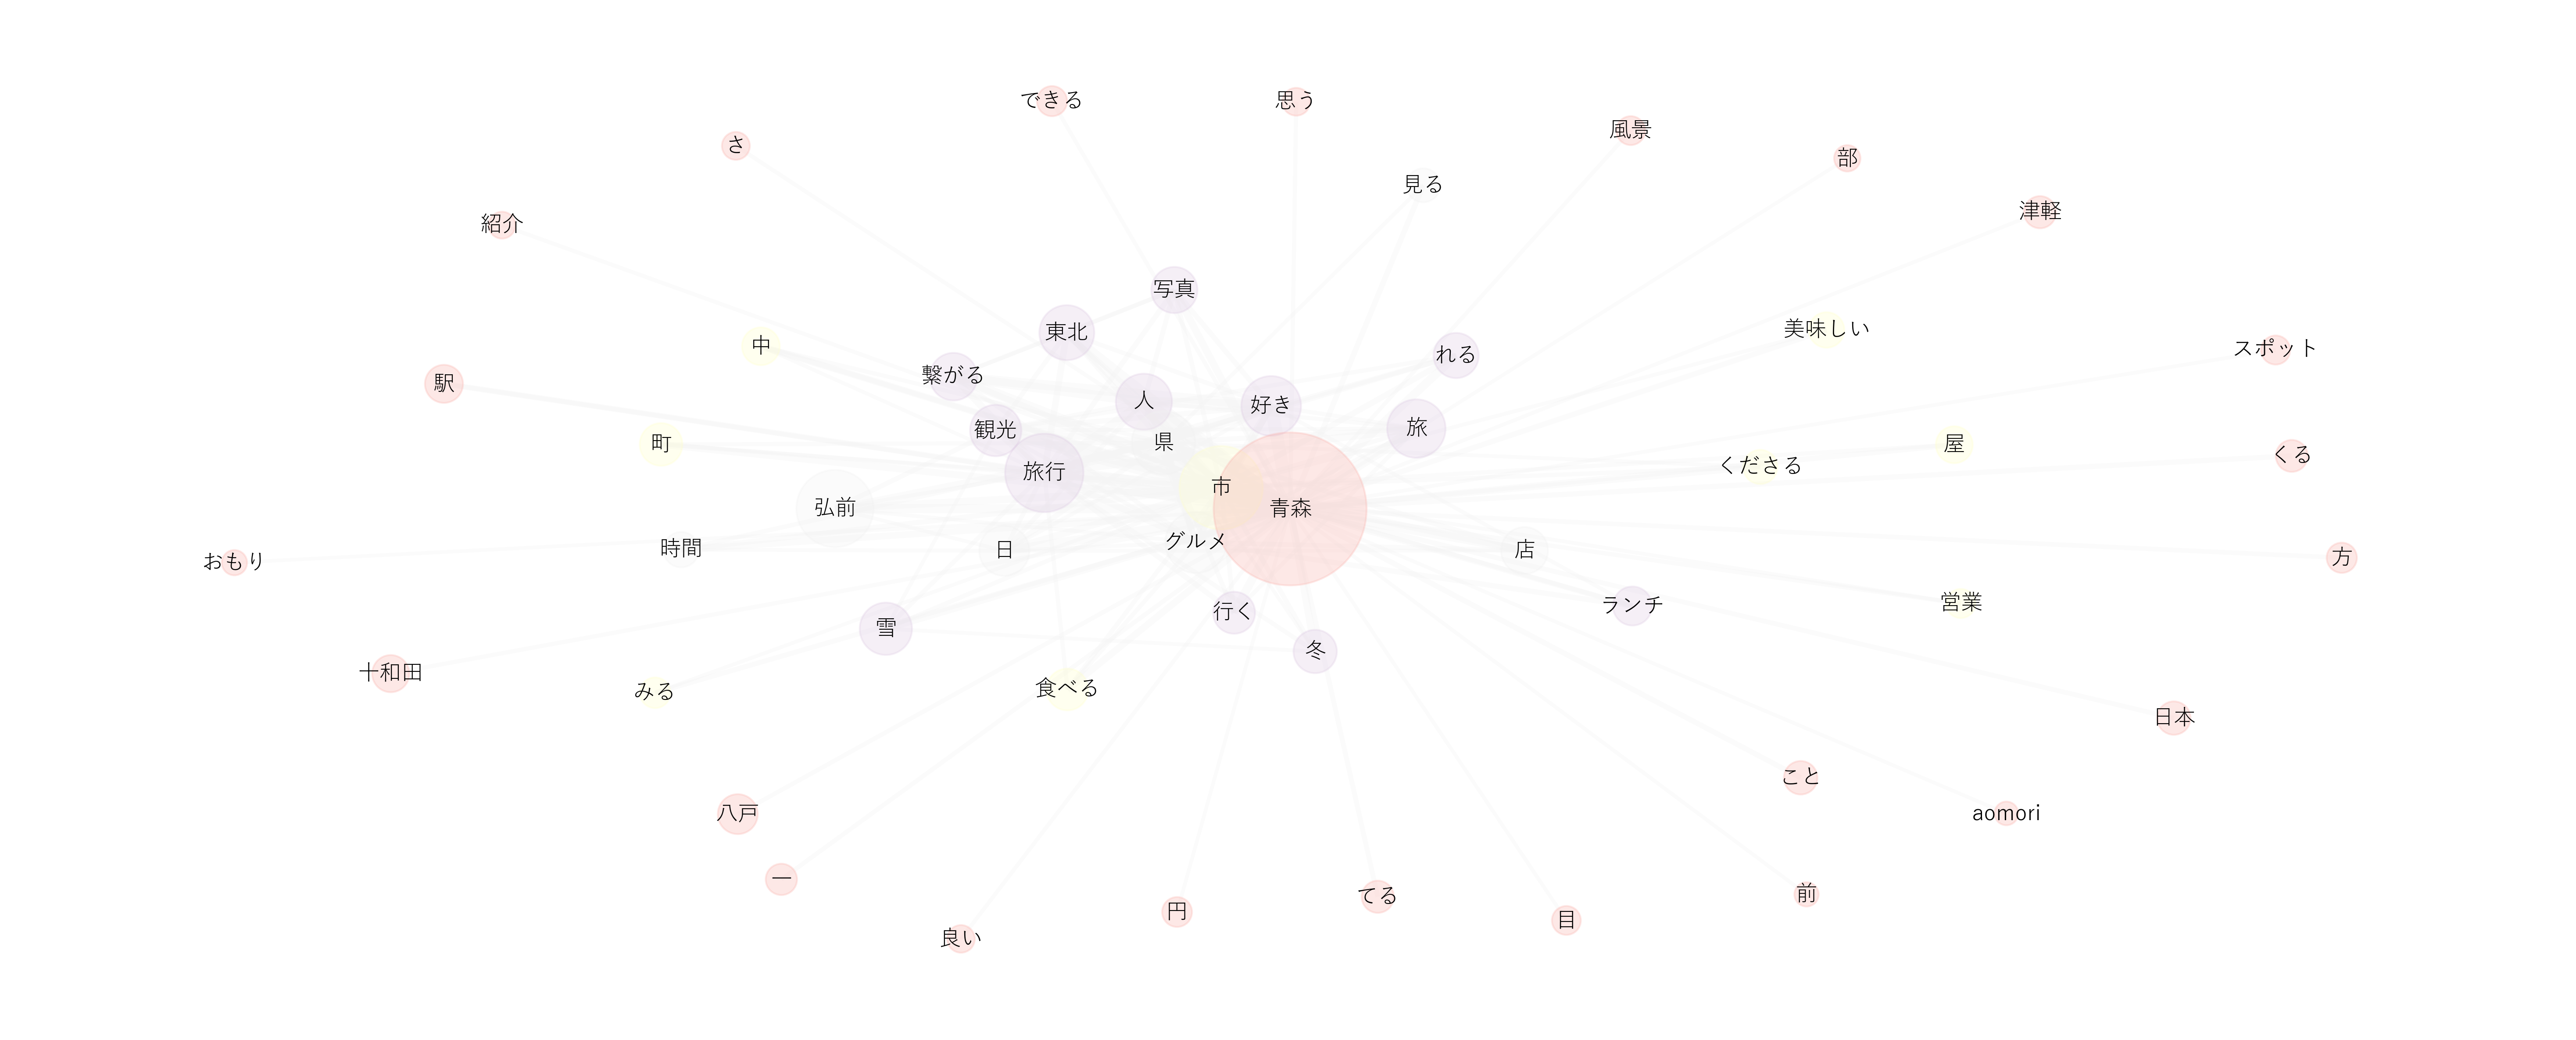 できる
思う
風景
さ
部
見る
津軽
紹介
写真
東北
美味しい
中
スポット
れる
繋がる
駅
人
好き
旅
観光
町
県
屋
くださる
くる
旅行
市
弘前
青森
グルメ
時間
日
店
方
おもり
営業
ランチ
行く
雪
冬
十和田
みる
食べる
日本
こと
八戸
aomori
一
てる
前
円
目
良い